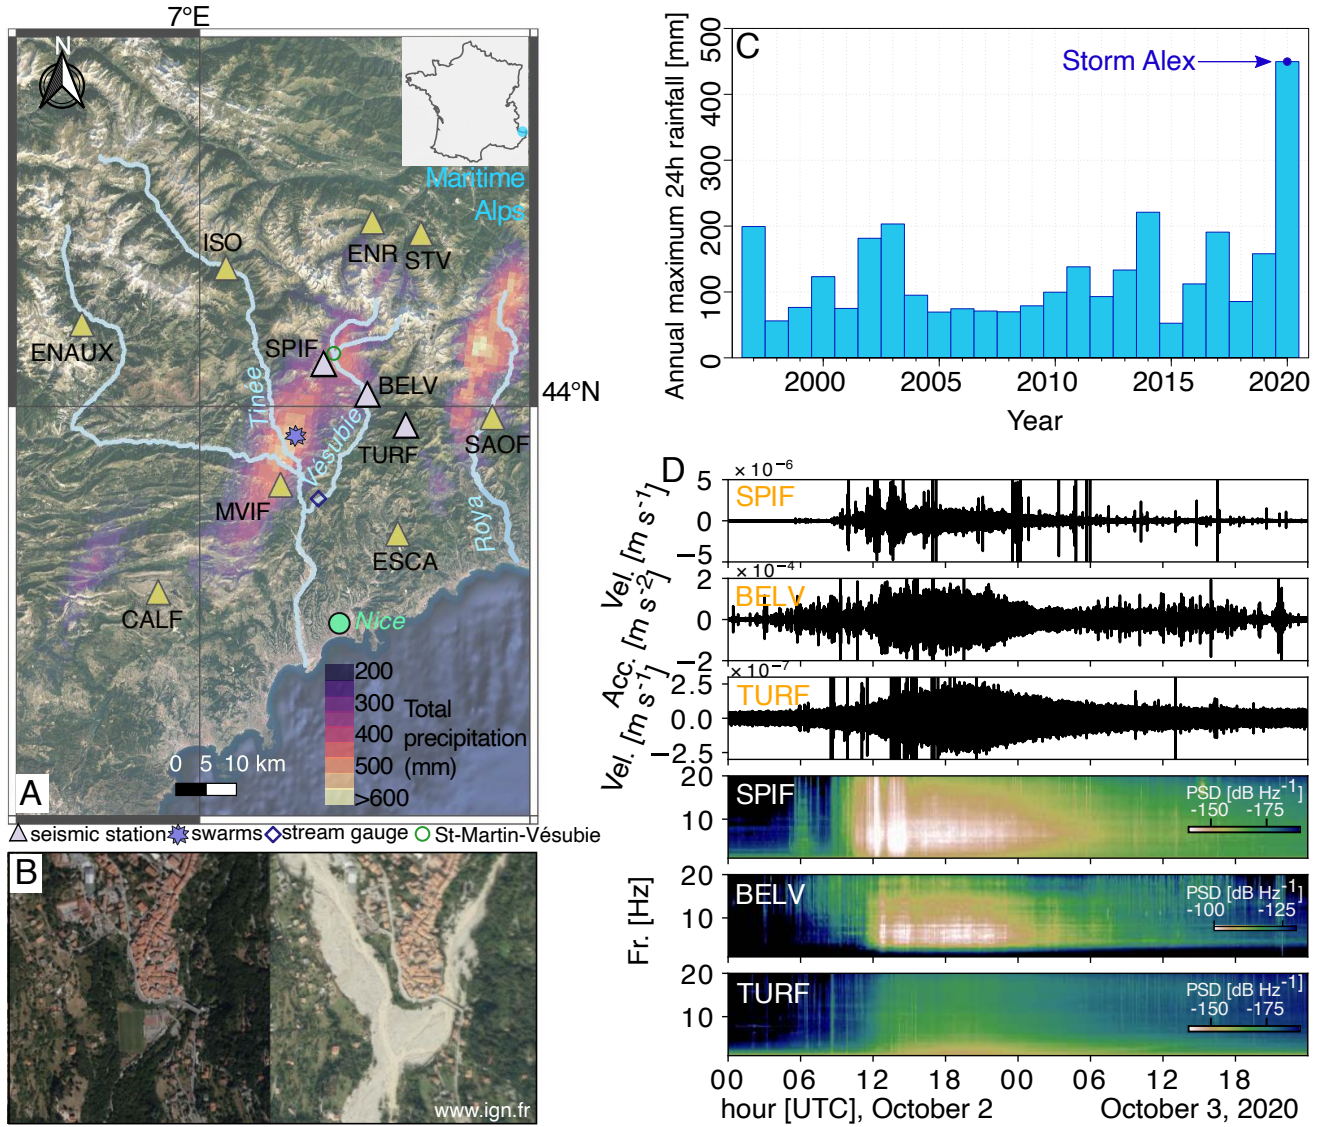 7°E
N
Maritime
Alps
ISO
ENR
STV
ENAUX
SPIF
BELV
44°N
Tinée
Vésubie
TURF
SAOF
MVIF
Roya
ESCA
CALF
Nice
200
300
400
500
>600
Total
precipitation
(mm)
0 5 10 km
A
seismic station swarms stream gauge St-Martin-Vésubie
B
www.ign.fr
C
Storm Alex
Annual maximum 24h rainfall [mm]
500
400
300
200
100
0
2000 2005 2010 2015 2020
Year
D
× 10⁻⁶
SPIF
Vel. [m s⁻¹]
5
0
−5
× 10⁻⁴
BELV
Acc. [m s⁻²]
2
0
−2
× 10⁻⁷
TURF
Vel. [m s⁻¹]
2.5
0.0
−2.5
Fr. [Hz]
20
10
SPIF
PSD [dB Hz⁻¹]
-150 -175
20
10
BELV
PSD [dB Hz⁻¹]
-100 -125
20
10
TURF
PSD [dB Hz⁻¹]
-150 -175
00 06 12 18 00 06 12 18
hour [UTC], October 2 October 3, 2020